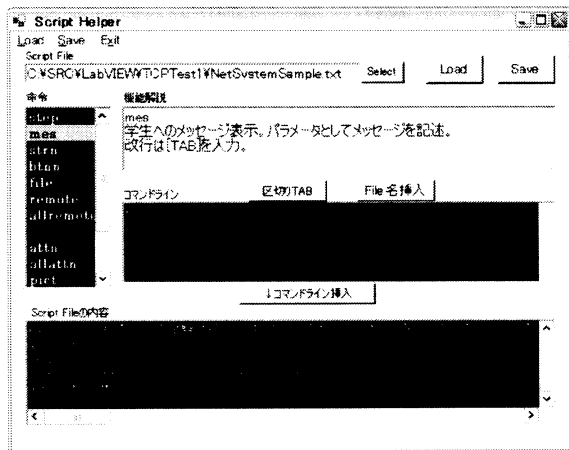 Script Helper
Load Save Exit
Script File
C:¥SRC¥LabVIEW¥TCPTest1¥NetSystemSample.txt Select Load Save
命令 機能解説
step
mes
strn
btnn
file
remote
allremote
attn
allattn
pict
mes
学生へのメッセージ表示。パラメータとしてメッセージを記述。
改行は[TAB]を入力。
コマンドライン 区切りTAB File名挿入
↓コマンドライン挿入
Script Fileの内容